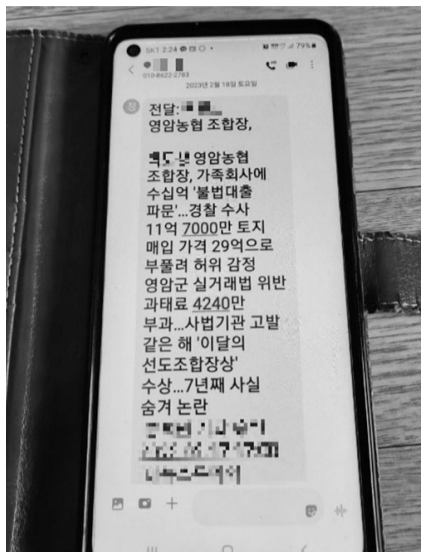 SKT 2:24
79%
010-8622-2783
2023년 2월 18일 토요일
전달:
영암농협 조합장,
영암농협
조합장, 가족회사에
수십억 '불법대출
파문'...경찰 수사
11억 7000만 토지
매입 가격 29억으로
부풀려 허위 감정
영암군 실거래법 위반
과태료 4240만
부과...사법기관 고발
같은 해 '이달의
선도조합장상'
수상...7년째 사실
숨겨 논란